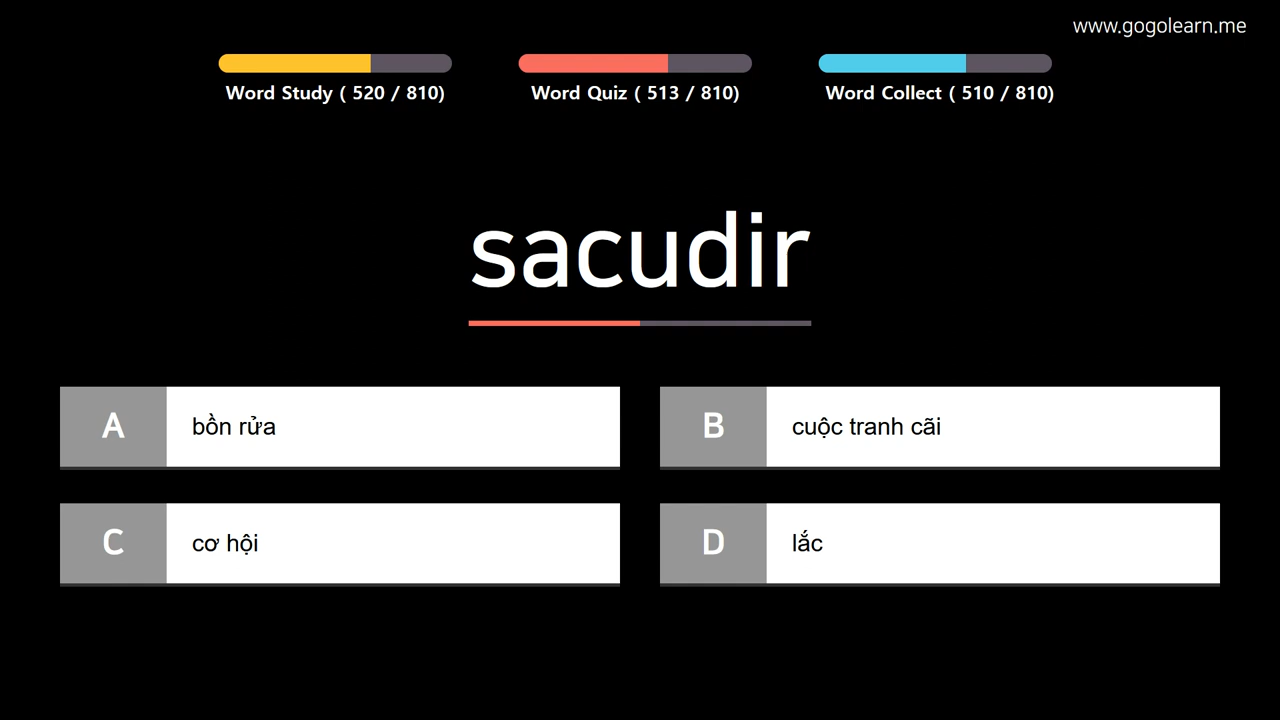 www.gogolearn.me
Word Study ( 520 / 810)
Word Quiz ( 513 / 810)
Word Collect ( 510 / 810)
sacudir
A bồn rửa
B cuộc tranh cãi
C cơ hội
D lắc